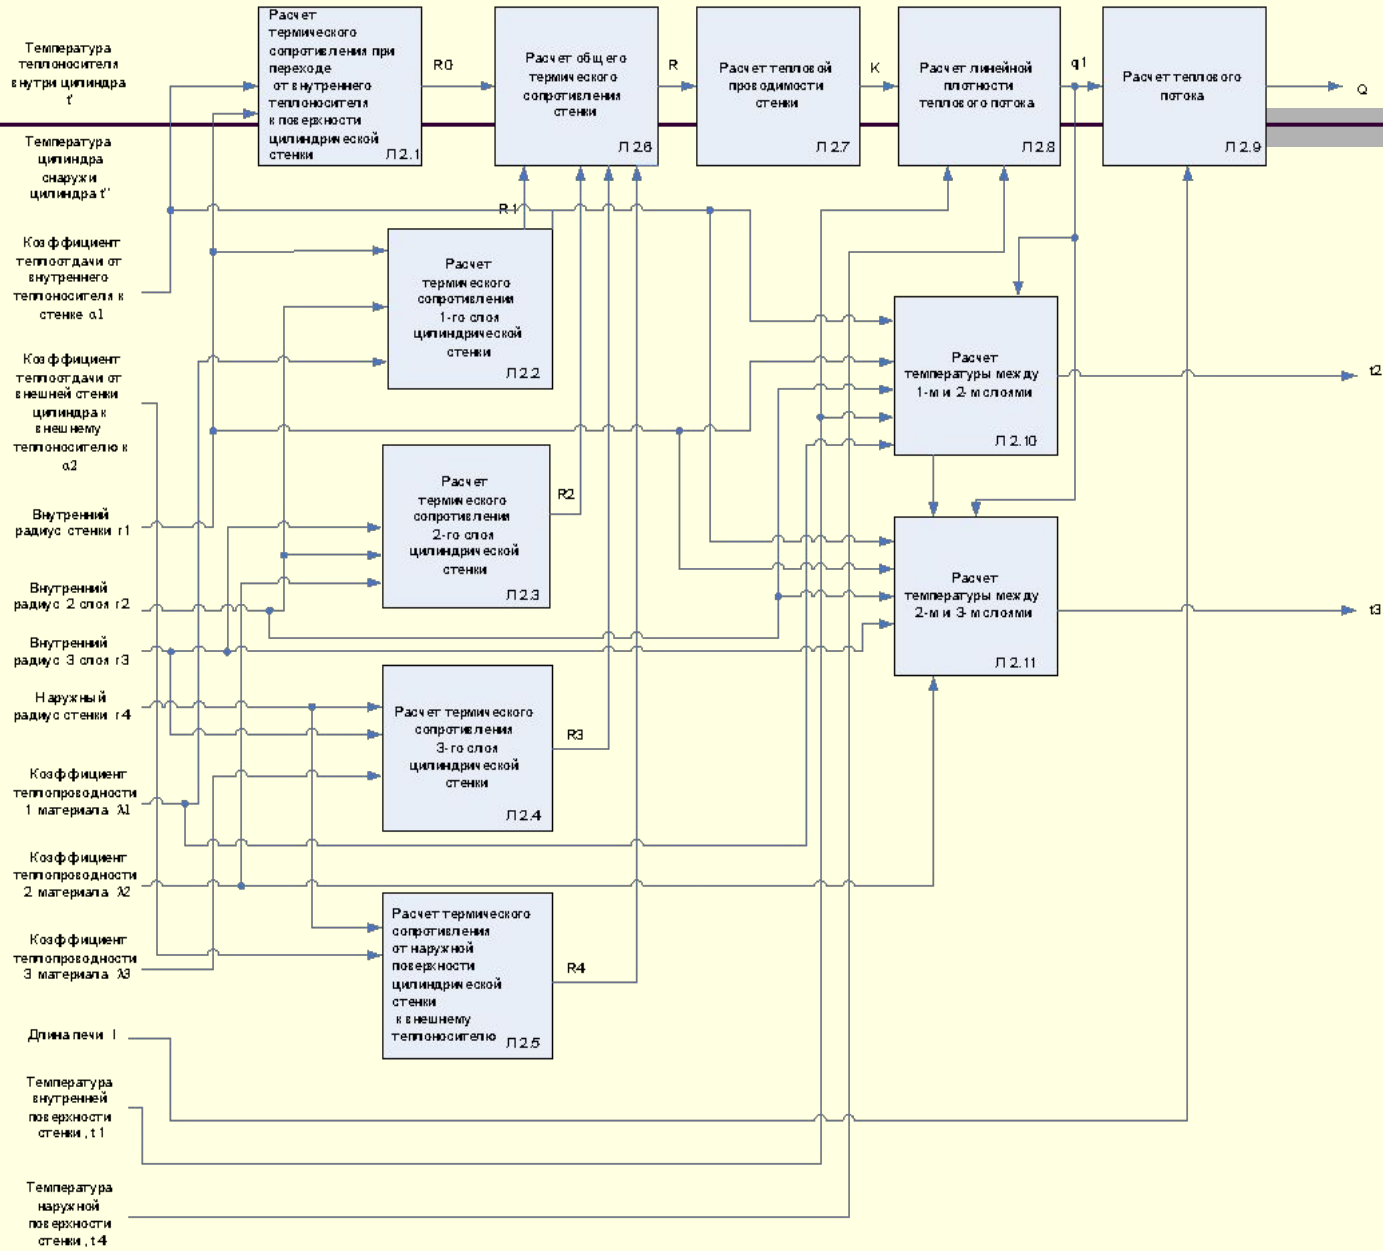 Температура
теплоносителя
внутри цилиндра
t'
Температура
цилиндра
снаружи
цилиндра t''
Коэффициент
теплоотдачи от
внутреннего
теплоносителя к
стенке α1
Коэффициент
теплоотдачи от
внешней стенки
цилиндра к
внешнему
теплоносителю к
α2
Внутренний
радиус стенки r1
Внутренний
радиус 2 слоя r2
Внутренний
радиус 3 слоя r3
Наружный
радиус стенки r4
Коэффициент
теплопроводности
1 материала λ1
Коэффициент
теплопроводности
2 материала λ2
Коэффициент
теплопроводности
3 материала λ3
Длина печи l
Температура
внутренней
поверхности
стенки, t1
Температура
наружной
поверхности
стенки, t4
Расчет
термического
сопротивления при
переходе
от внутреннего
теплоносителя
к поверхности
цилиндрической
стенки
Л 2.1
R0
Расчет общего
термического
сопротивления
стенки
Л 2.6
R
Расчет тепловой
проводимости
стенки
Л 2.7
K
Расчет линейной
плотности
теплового потока
Л 2.8
q1
Расчет теплового
потока
Л 2.9
Q
R1
Расчет
термического
сопротивления
1-го слоя
цилиндрической
стенки
Л 2.2
Расчет
термического
сопротивления
2-го слоя
цилиндрической
стенки
Л 2.3
R2
Расчет термического
сопротивления
3-го слоя
цилиндрической
стенки
Л 2.4
R3
Расчет термического
сопротивления
от наружной
поверхности
цилиндрической
стенки
к внешнему
теплоносителю
Л 2.5
R4
Расчет
температуры между
1-м и 2-м слоями
Л 2.10
t2
Расчет
температуры между
2-м и 3-м слоями
Л 2.11
t3